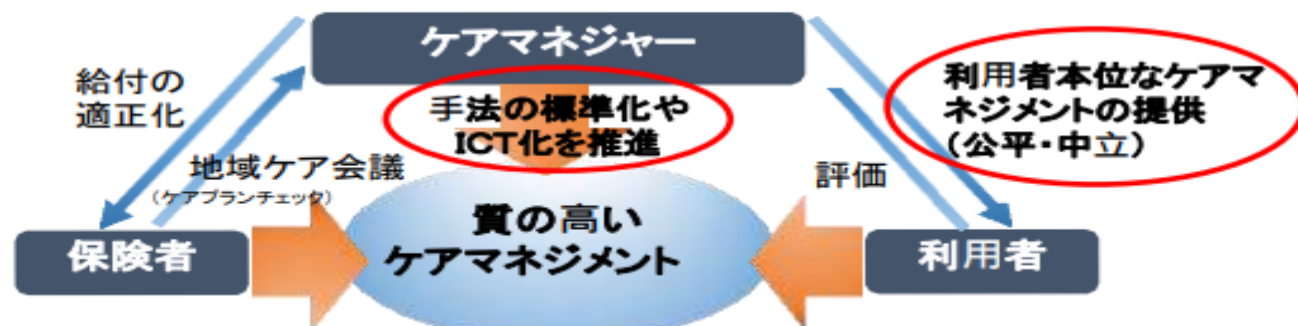 ケアマネジャー
給付の
適正化
手法の標準化や
ICT化を推進
利用者本位なケアマ
ネジメントの提供
(公平・中立)
地域ケア会議
(ケアプランチェック)
評価
質の高い
ケアマネジメント
保険者
利用者